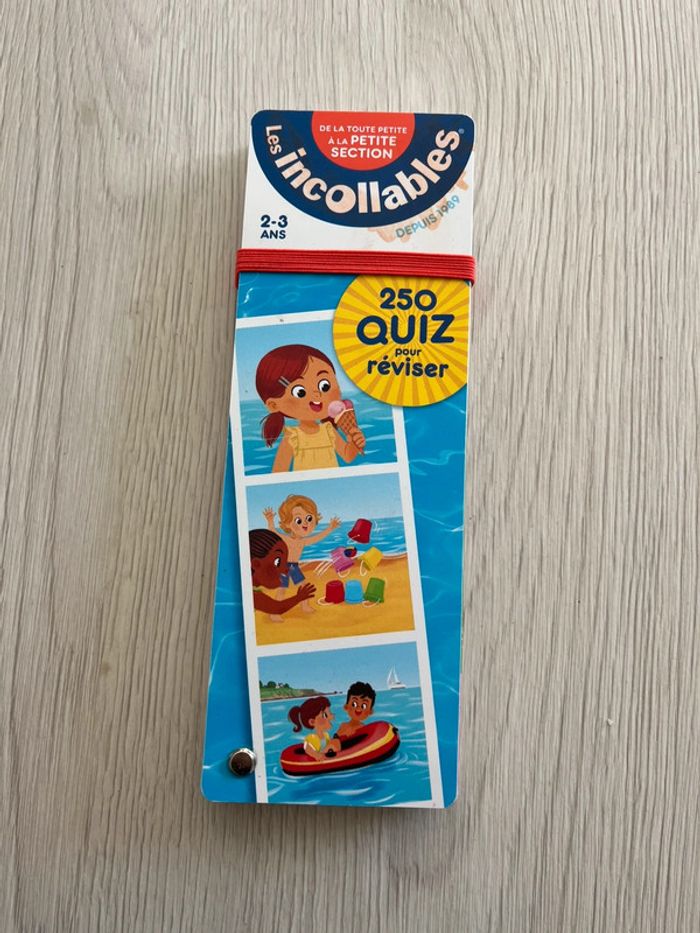 DE LA TOUTE PETITE
À LA PETITE
SECTION
Les incollables®
DEPUIS 1989
2-3
ANS
250
QUIZ
pour
réviser